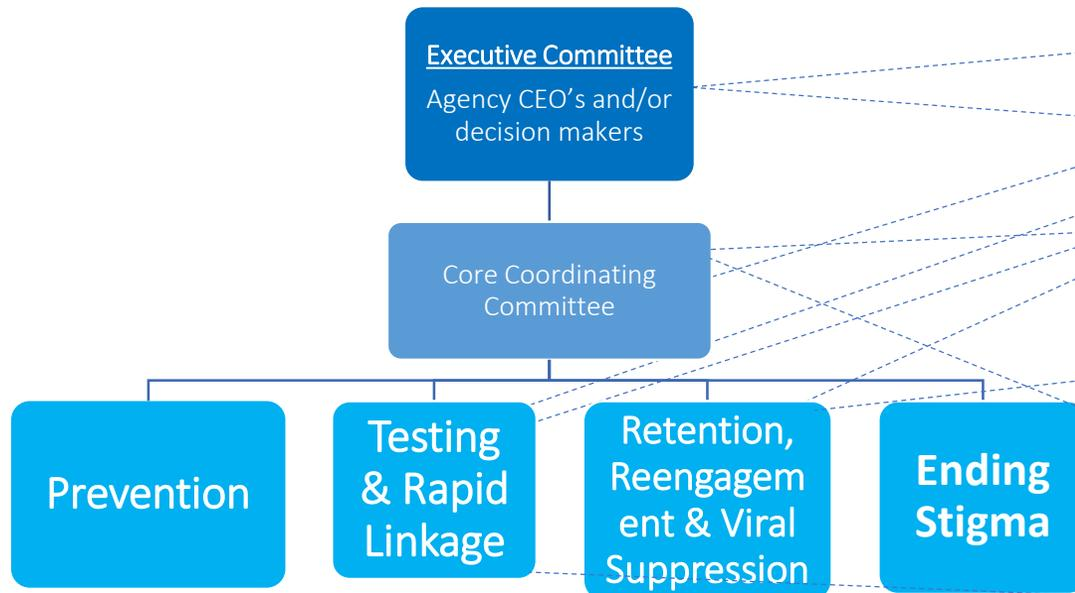 Executive Committee
Agency CEO's and/or
decision makers
Core Coordinating
Committee
Prevention
Testing
& Rapid
Linkage
Retention,
Reengagem
ent & Viral
Suppression
Ending
Stigma